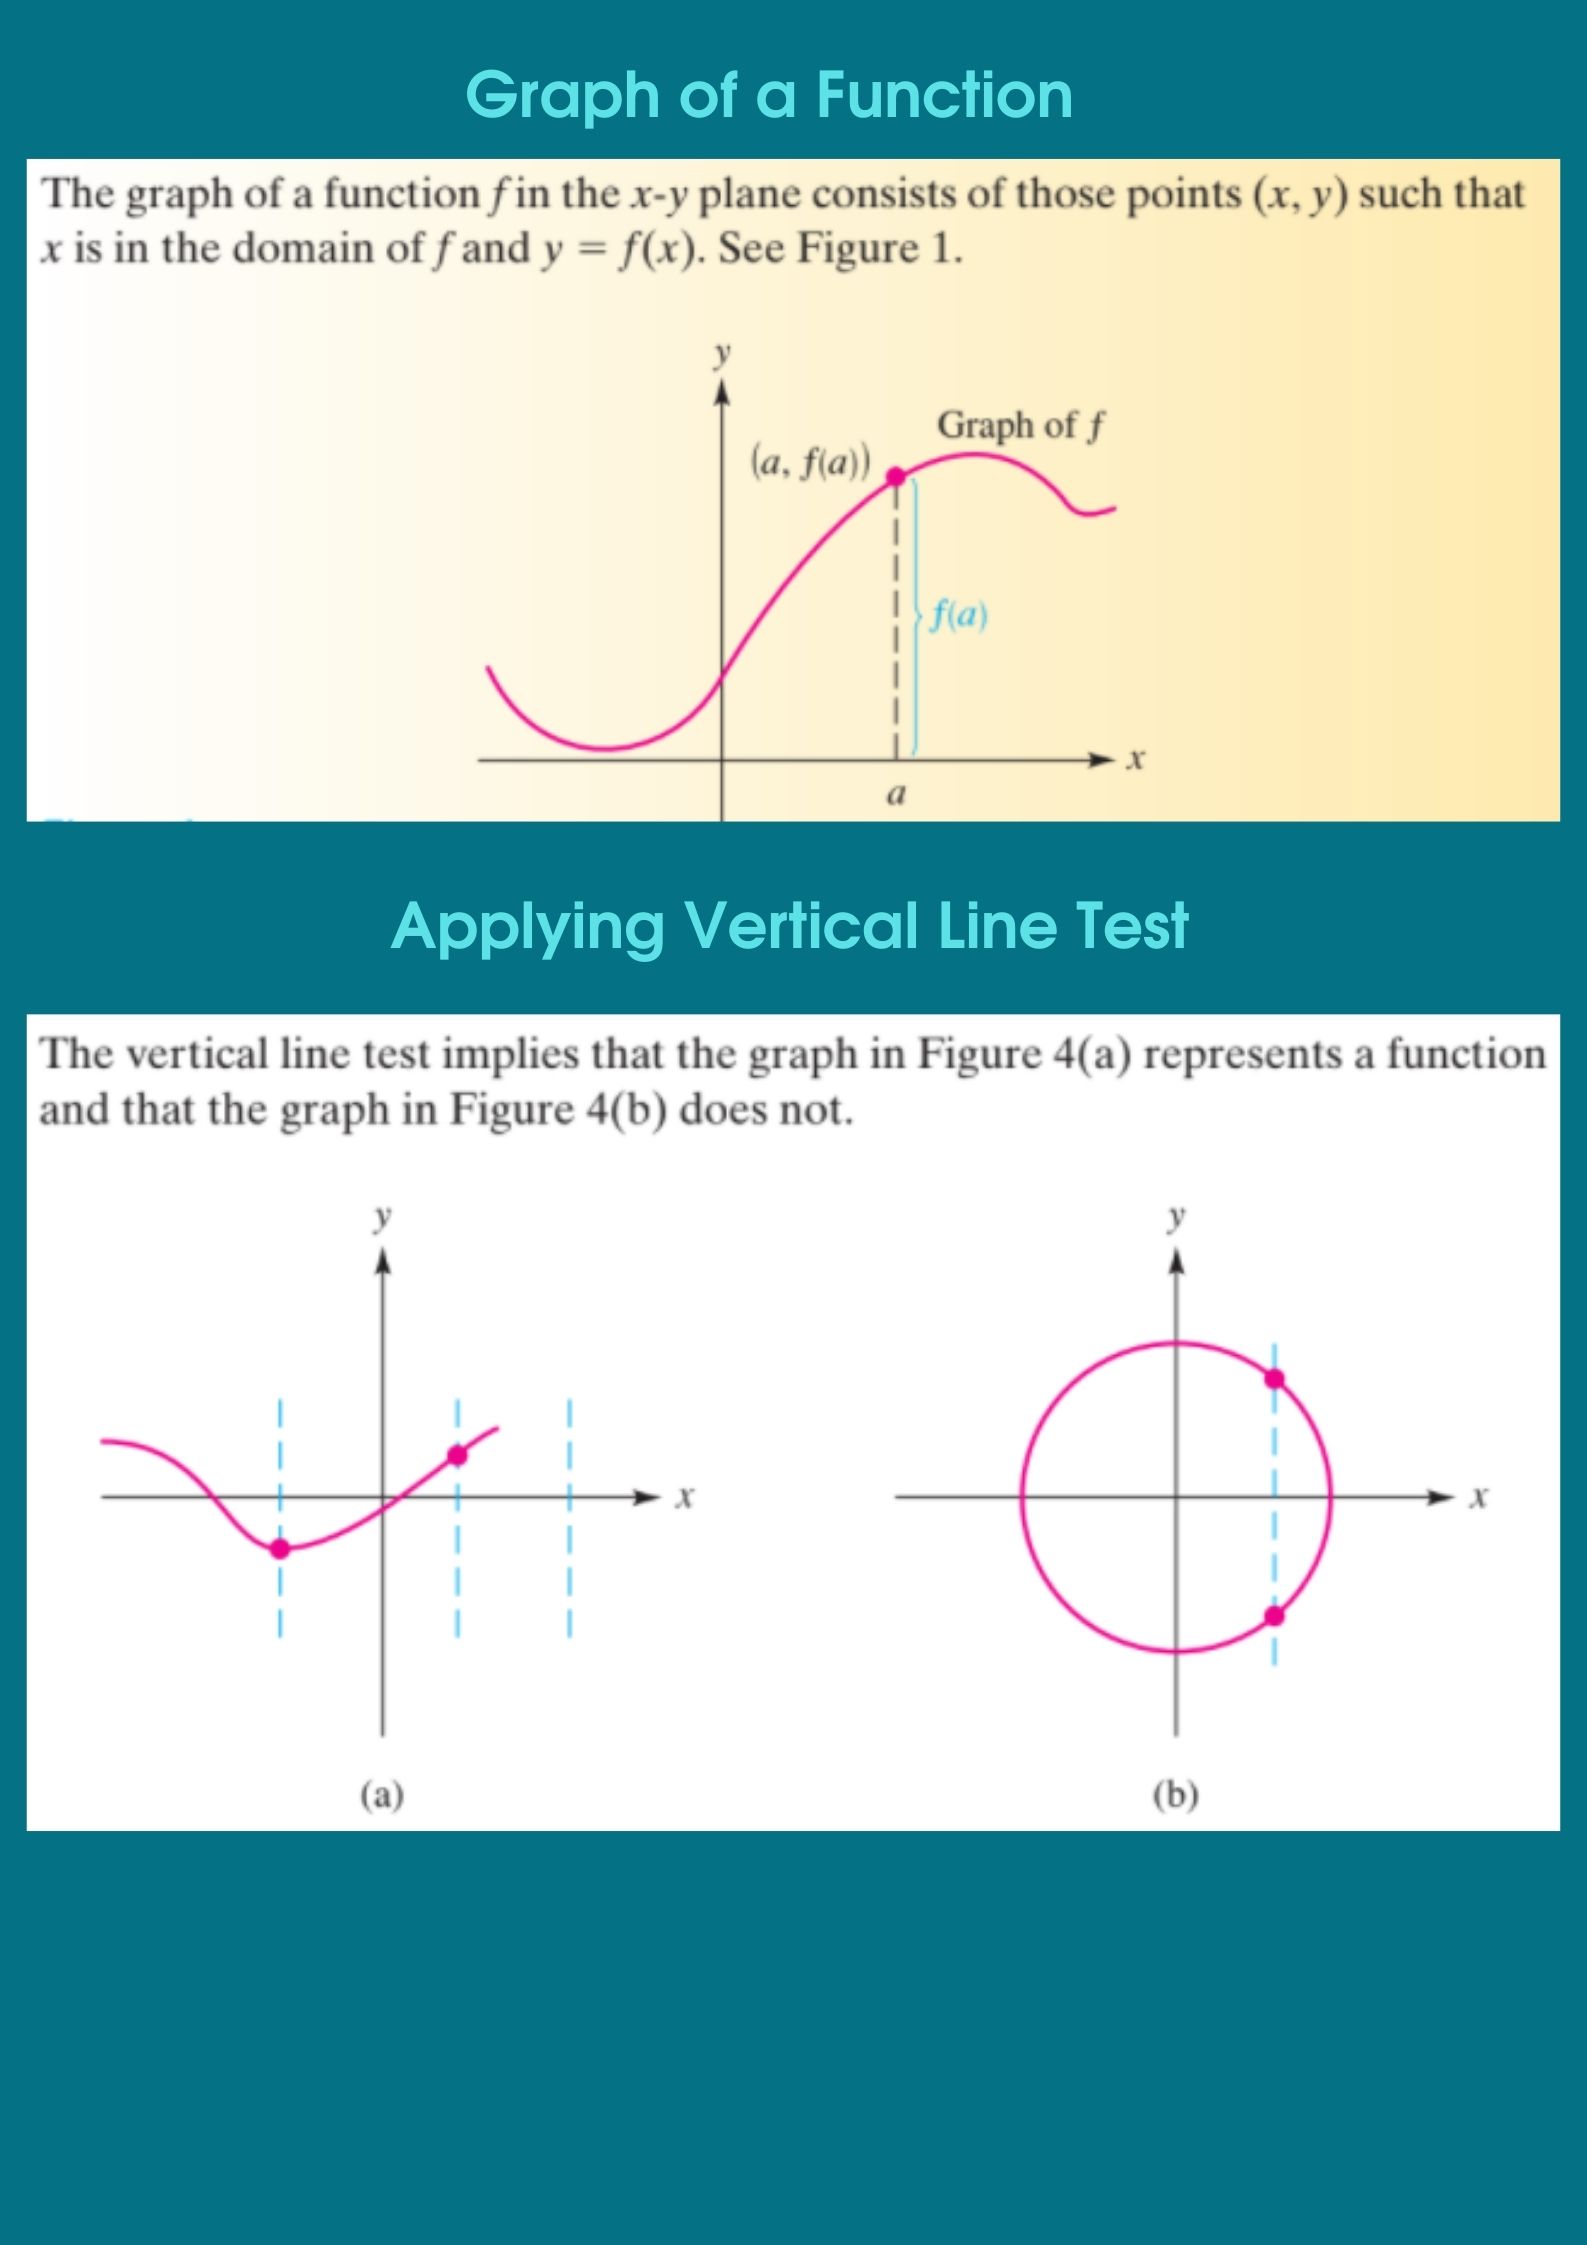 Graph of a Function
The graph of a function f in the x-y plane consists of those points (x, y) such that
x is in the domain of f and y = f(x). See Figure 1.
y
Graph of f
(a, f(a))
f(a)
x
a
Applying Vertical Line Test
The vertical line test implies that the graph in Figure 4(a) represents a function
and that the graph in Figure 4(b) does not.
y
x
(a)
y
x
(b)